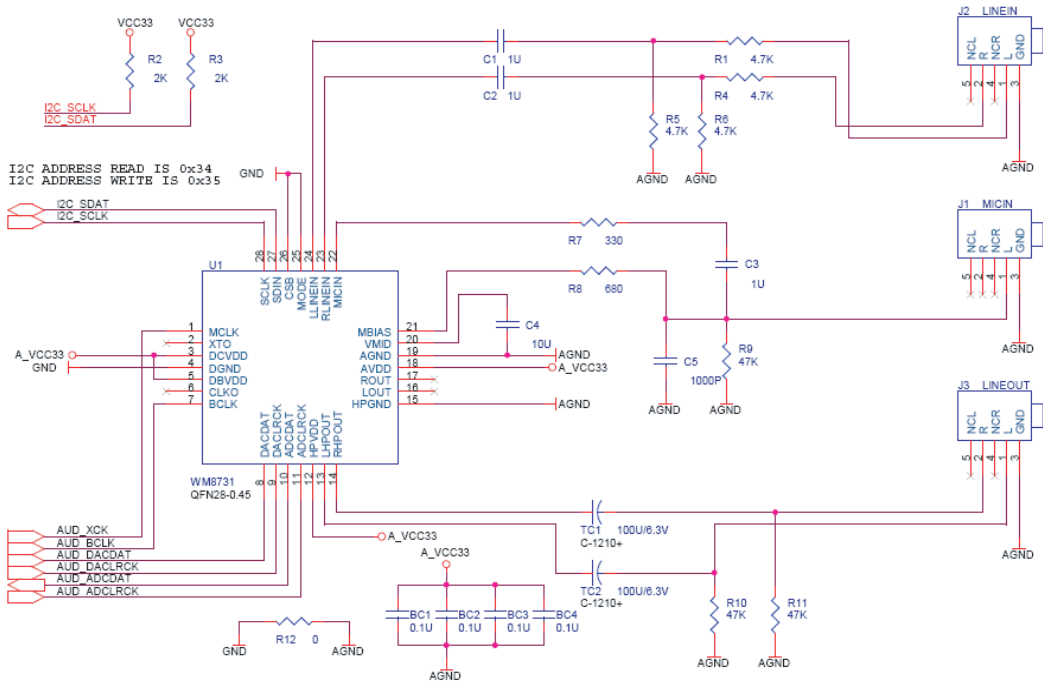 VCC33 VCC33
R2
2K
R3
2K
I2C_SCLK
I2C_SDAT
I2C ADDRESS READ IS 0x34
I2C ADDRESS WRITE IS 0x35
GND
I2C_SDAT
I2C_SCLK
C1 1U
C2 1U
R1
4.7K
R4 4.7K
R5
4.7K
R6
4.7K
AGND AGND
J2 LINEIN
NCL
R
NCR
L
GND
5 2 4 1 3
AGND
J1 MICIN
NCL
R
NCR
L
GND
5 2 4 1 3
AGND
R7 330
R8 680
C3
1U
C4
10U
C5
1000P
R9
47K
AGND AGND
U1
28 27 26 25 24 23 22
SCLK
SDIN
CSB
MODE
LLINEIN
RLINEIN
MICIN
1 MCLK
2 XTO
3 DCVDD
4 DGND
5 DBVDD
6 CLKO
7 BCLK
A_VCC33
GND
MBIAS 21
VMID 20
AGND 19
AVDD 18
ROUT 17
LOUT 16
HPGND 15
AGND
A_VCC33
AGND
DACDAT
DACLRCK
ADCDAT
ADCLRCK
HPVDD
LHPOUT
RHPOUT
8 9 10 11 12 13 14
WM8731
QFN28-0.45
J3 LINEOUT
NCL
R
NCR
L
GND
5 2 4 1 3
AGND
AUD_XCK
AUD_BCLK
AUD_DACDAT
AUD_DACLRCK
AUD_ADCDAT
AUD_ADCLRCK
A_VCC33
TC1 100U/6.3V
C-1210+
TC2 100U/6.3V
C-1210+
R10
47K
R11
47K
AGND AGND
A_VCC33
BC1
0.1U
BC2
0.1U
BC3
0.1U
BC4
0.1U
AGND
R12 0
GND AGND